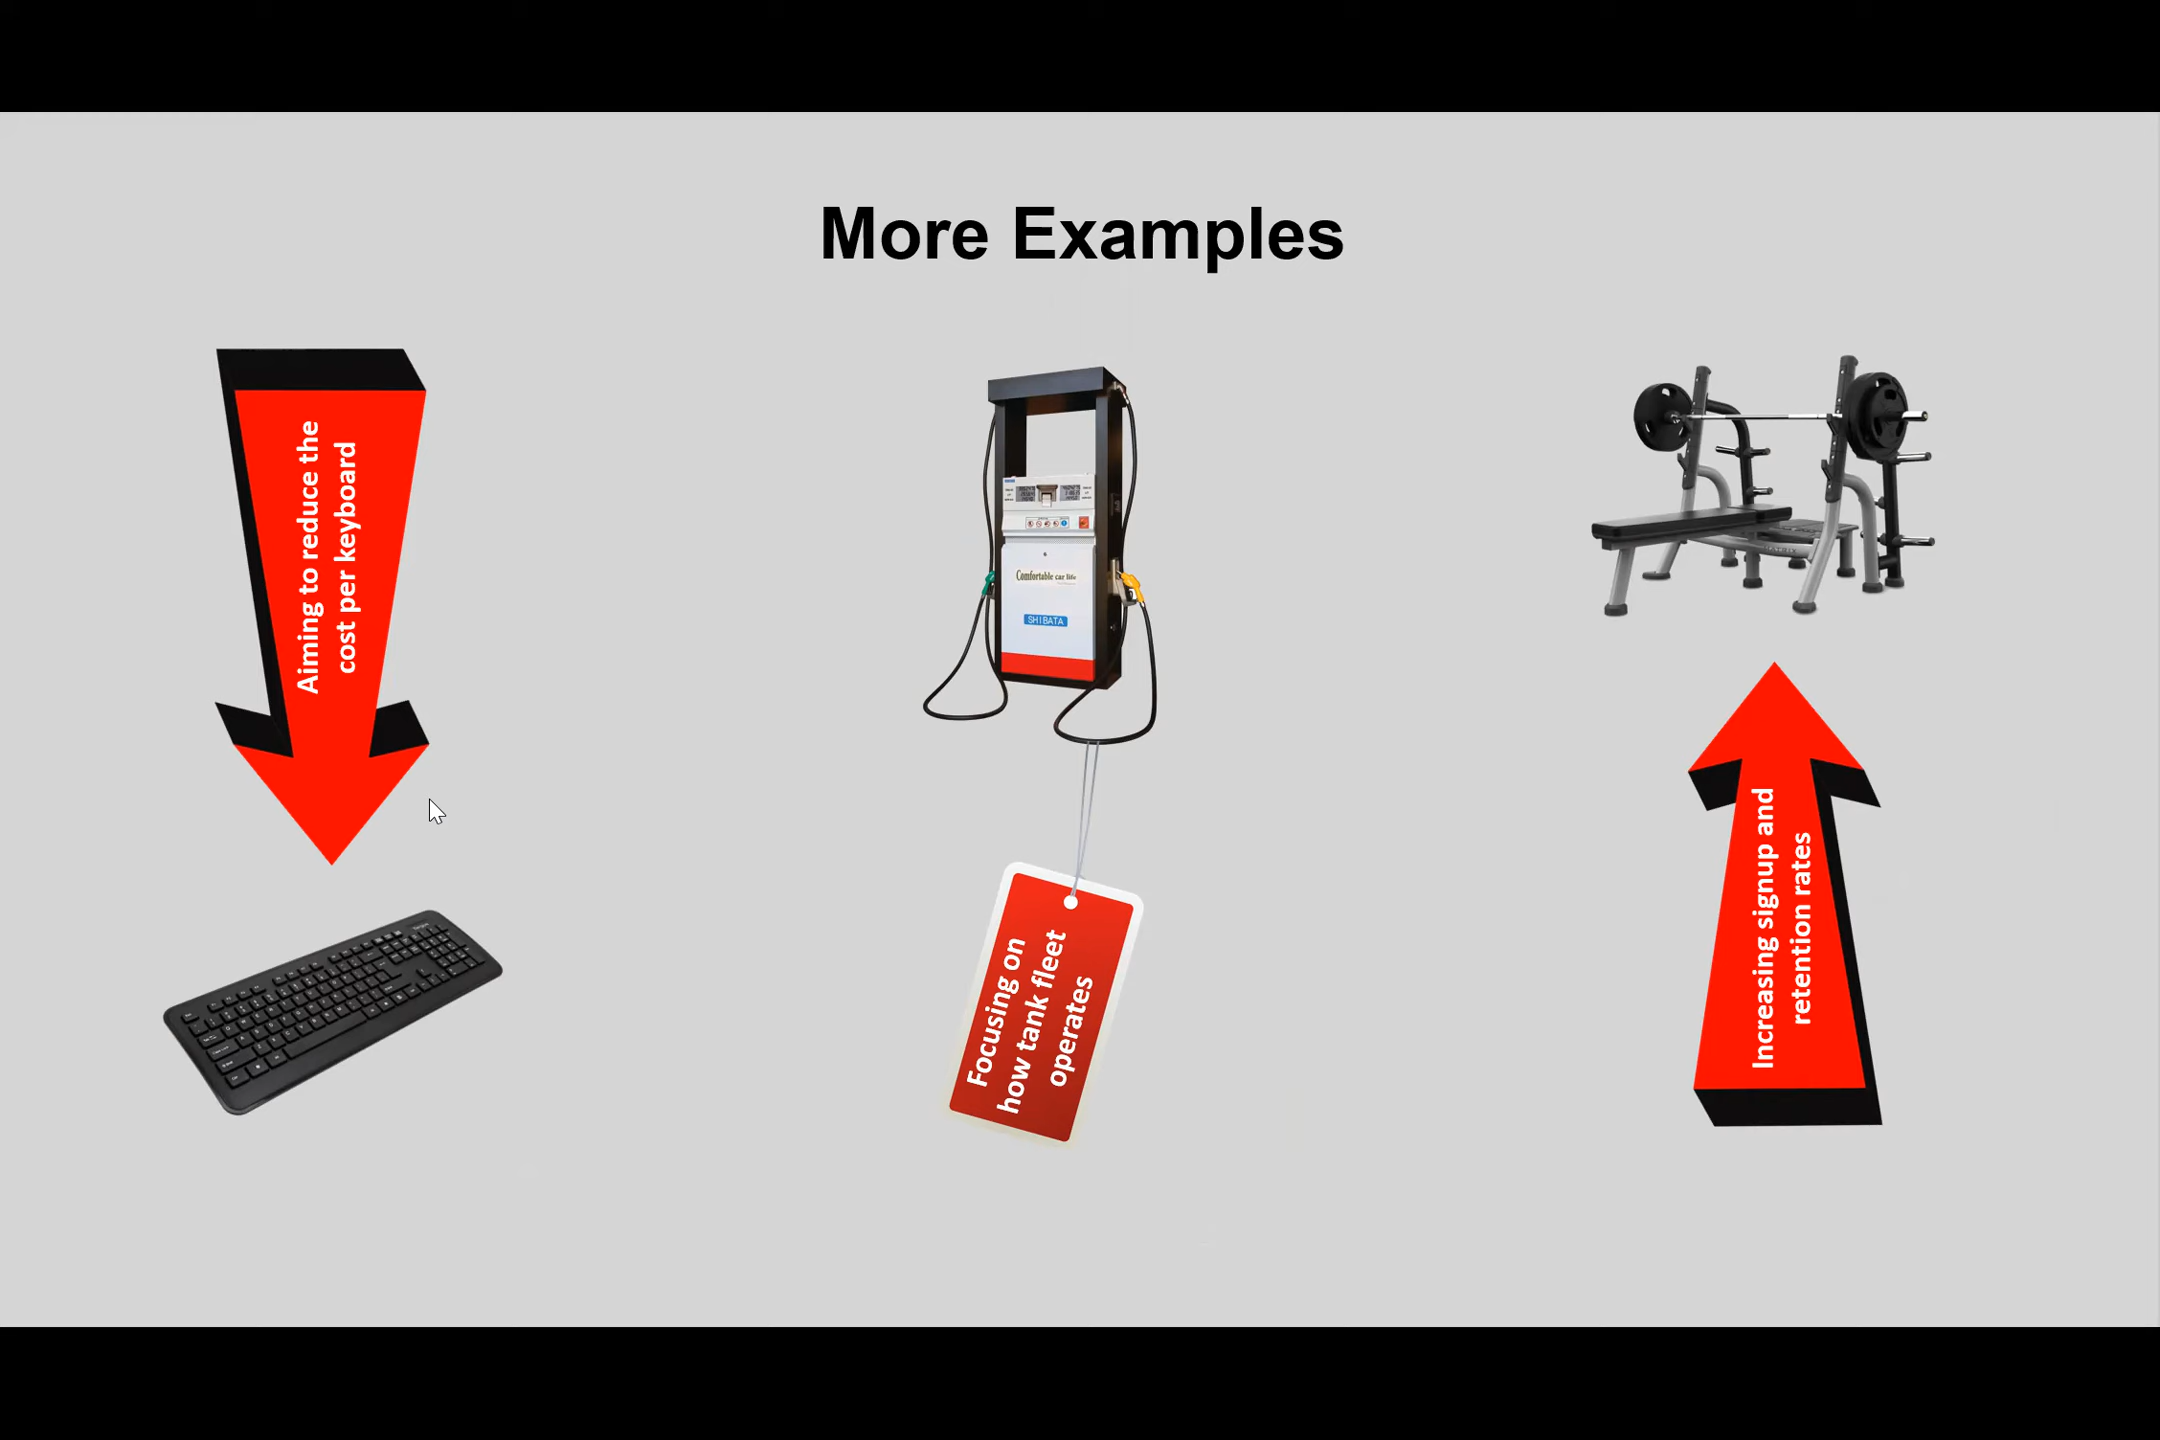 More Examples
Aiming to reduce the
cost per keyboard
Comfortable car life
SHIBATA
Focusing on
how tank fleet
operates
Increasing signup and
retention rates